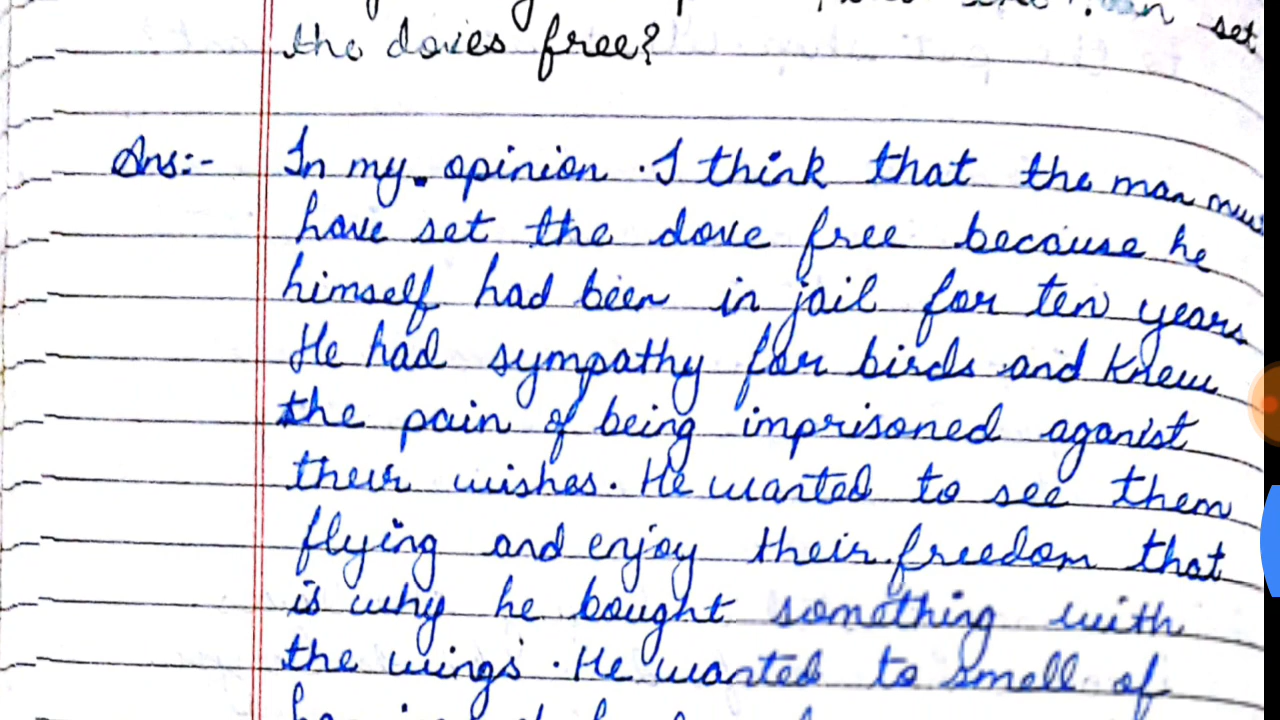 set
the doves free?
Ans:- In my. opinion . I think that the man
have set the dove free because he
himself had been in jail for ten years.
He had sympathy for birds and knew
the pain of being imprisoned aganist
their wishes. He wanted to see them
flying and enjoy their freedom that
is why he bought something with
the wings . He wanted to smell of